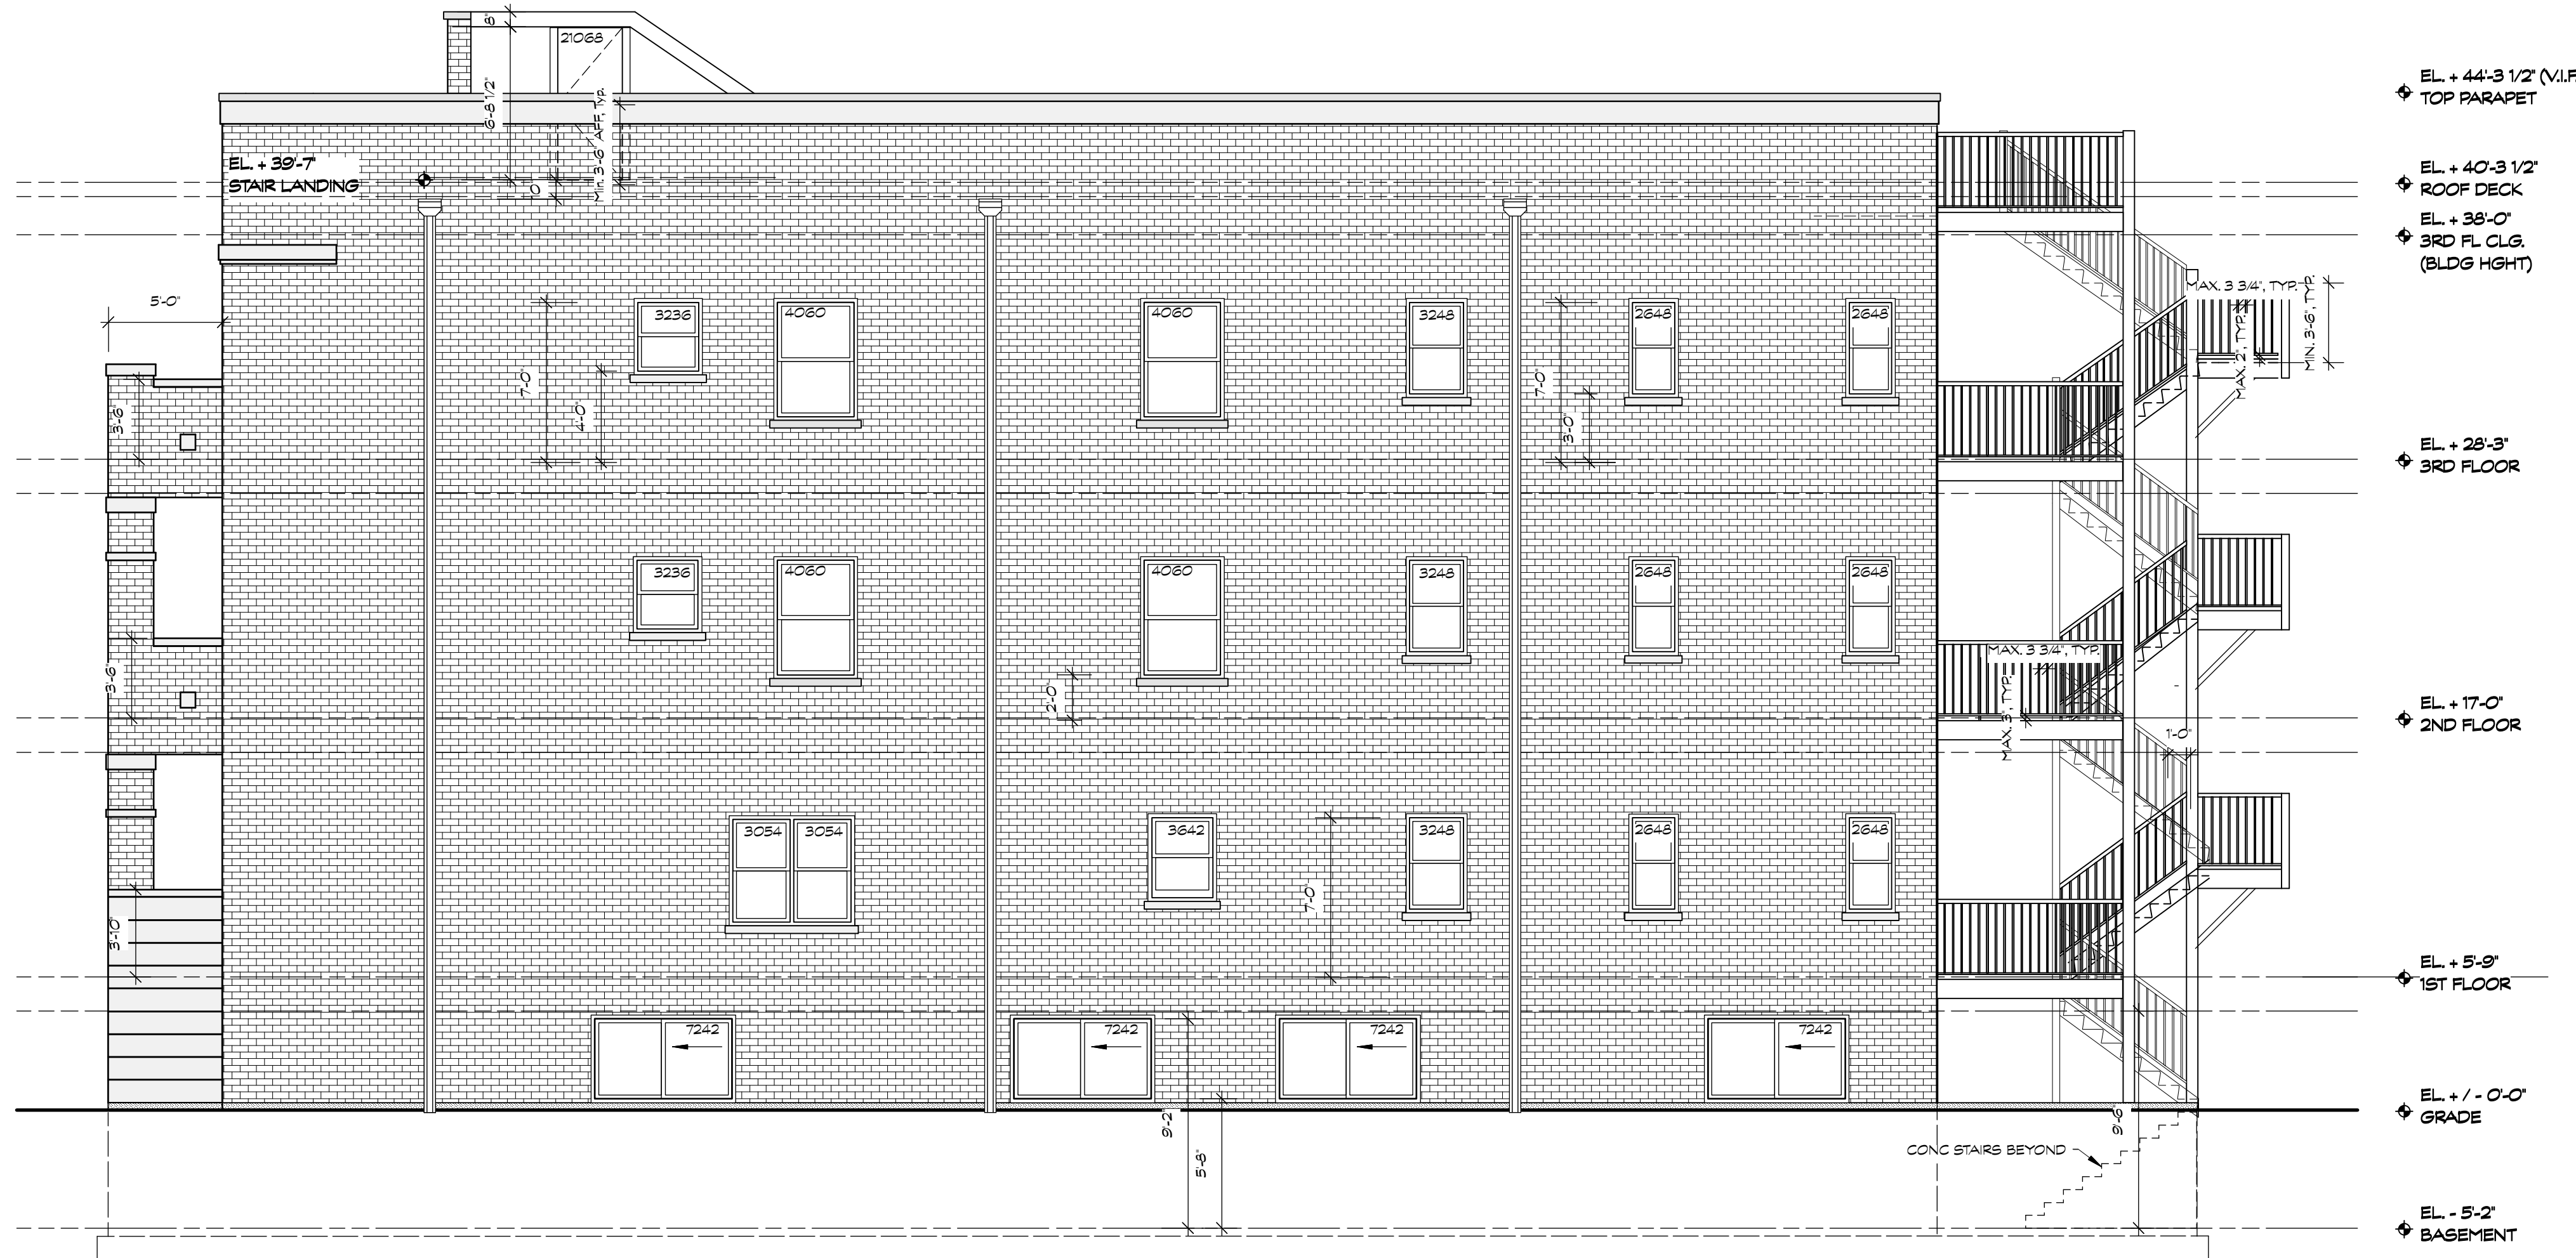 8"
21068
6'-8 1/2"
Min. 3'-6" AFF, Typ.
EL. + 44'-3 1/2" (V.I.F
TOP PARAPET
EL. + 39'-7"
STAIR LANDING
EL. + 40'-3 1/2"
ROOF DECK
EL. + 38'-0"
3RD FL CLG.
(BLDG HGHT)
5'-0"
MAX. 3 3/4", TYP.
MAX. 2", TYP.
MIN. 3'-6", TYP.
3236
4060
4060
3248
2648
2648
7'-0"
4'-0"
7'-0"
3'-0"
3'-6"
EL. + 28'-3"
3RD FLOOR
3236
4060
4060
3248
2648
2648
3'-6"
2'-0"
MAX. 3 3/4", TYP.
MAX. 3", TYP.
EL. + 17'-0"
2ND FLOOR
1'-0"
3054
3054
3642
3248
2648
2648
7'-0"
3'-10"
EL. + 5'-9"
1ST FLOOR
7242
7242
7242
7242
9'-2"
5'-8"
9'-6"
EL. + / - 0'-0"
GRADE
CONC STAIRS BEYOND
EL. - 5'-2"
BASEMENT